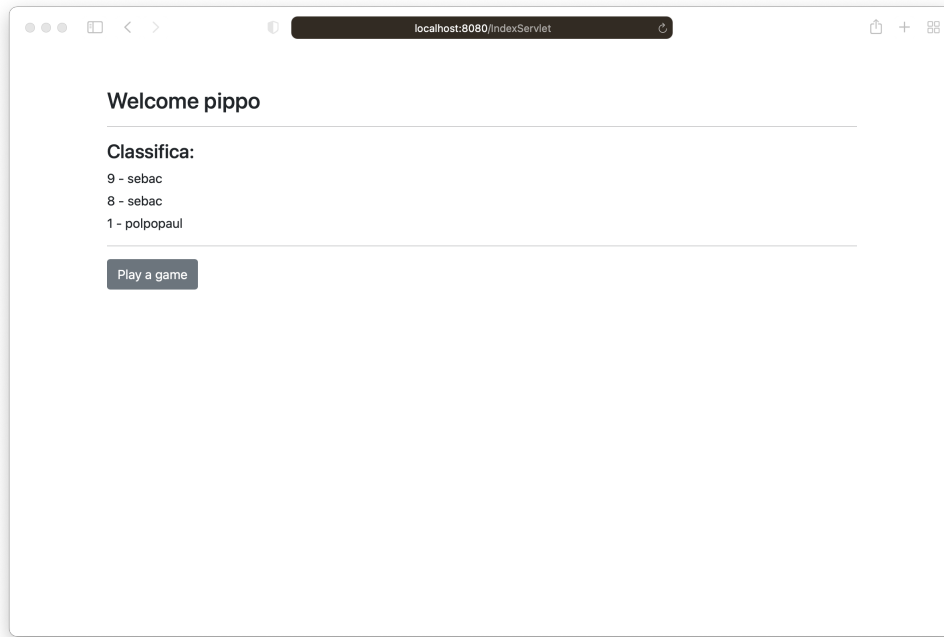 localhost:8080/IndexServlet
Welcome pippo
Classifica:
9 - sebac
8 - sebac
1 - polpopaul
Play a game